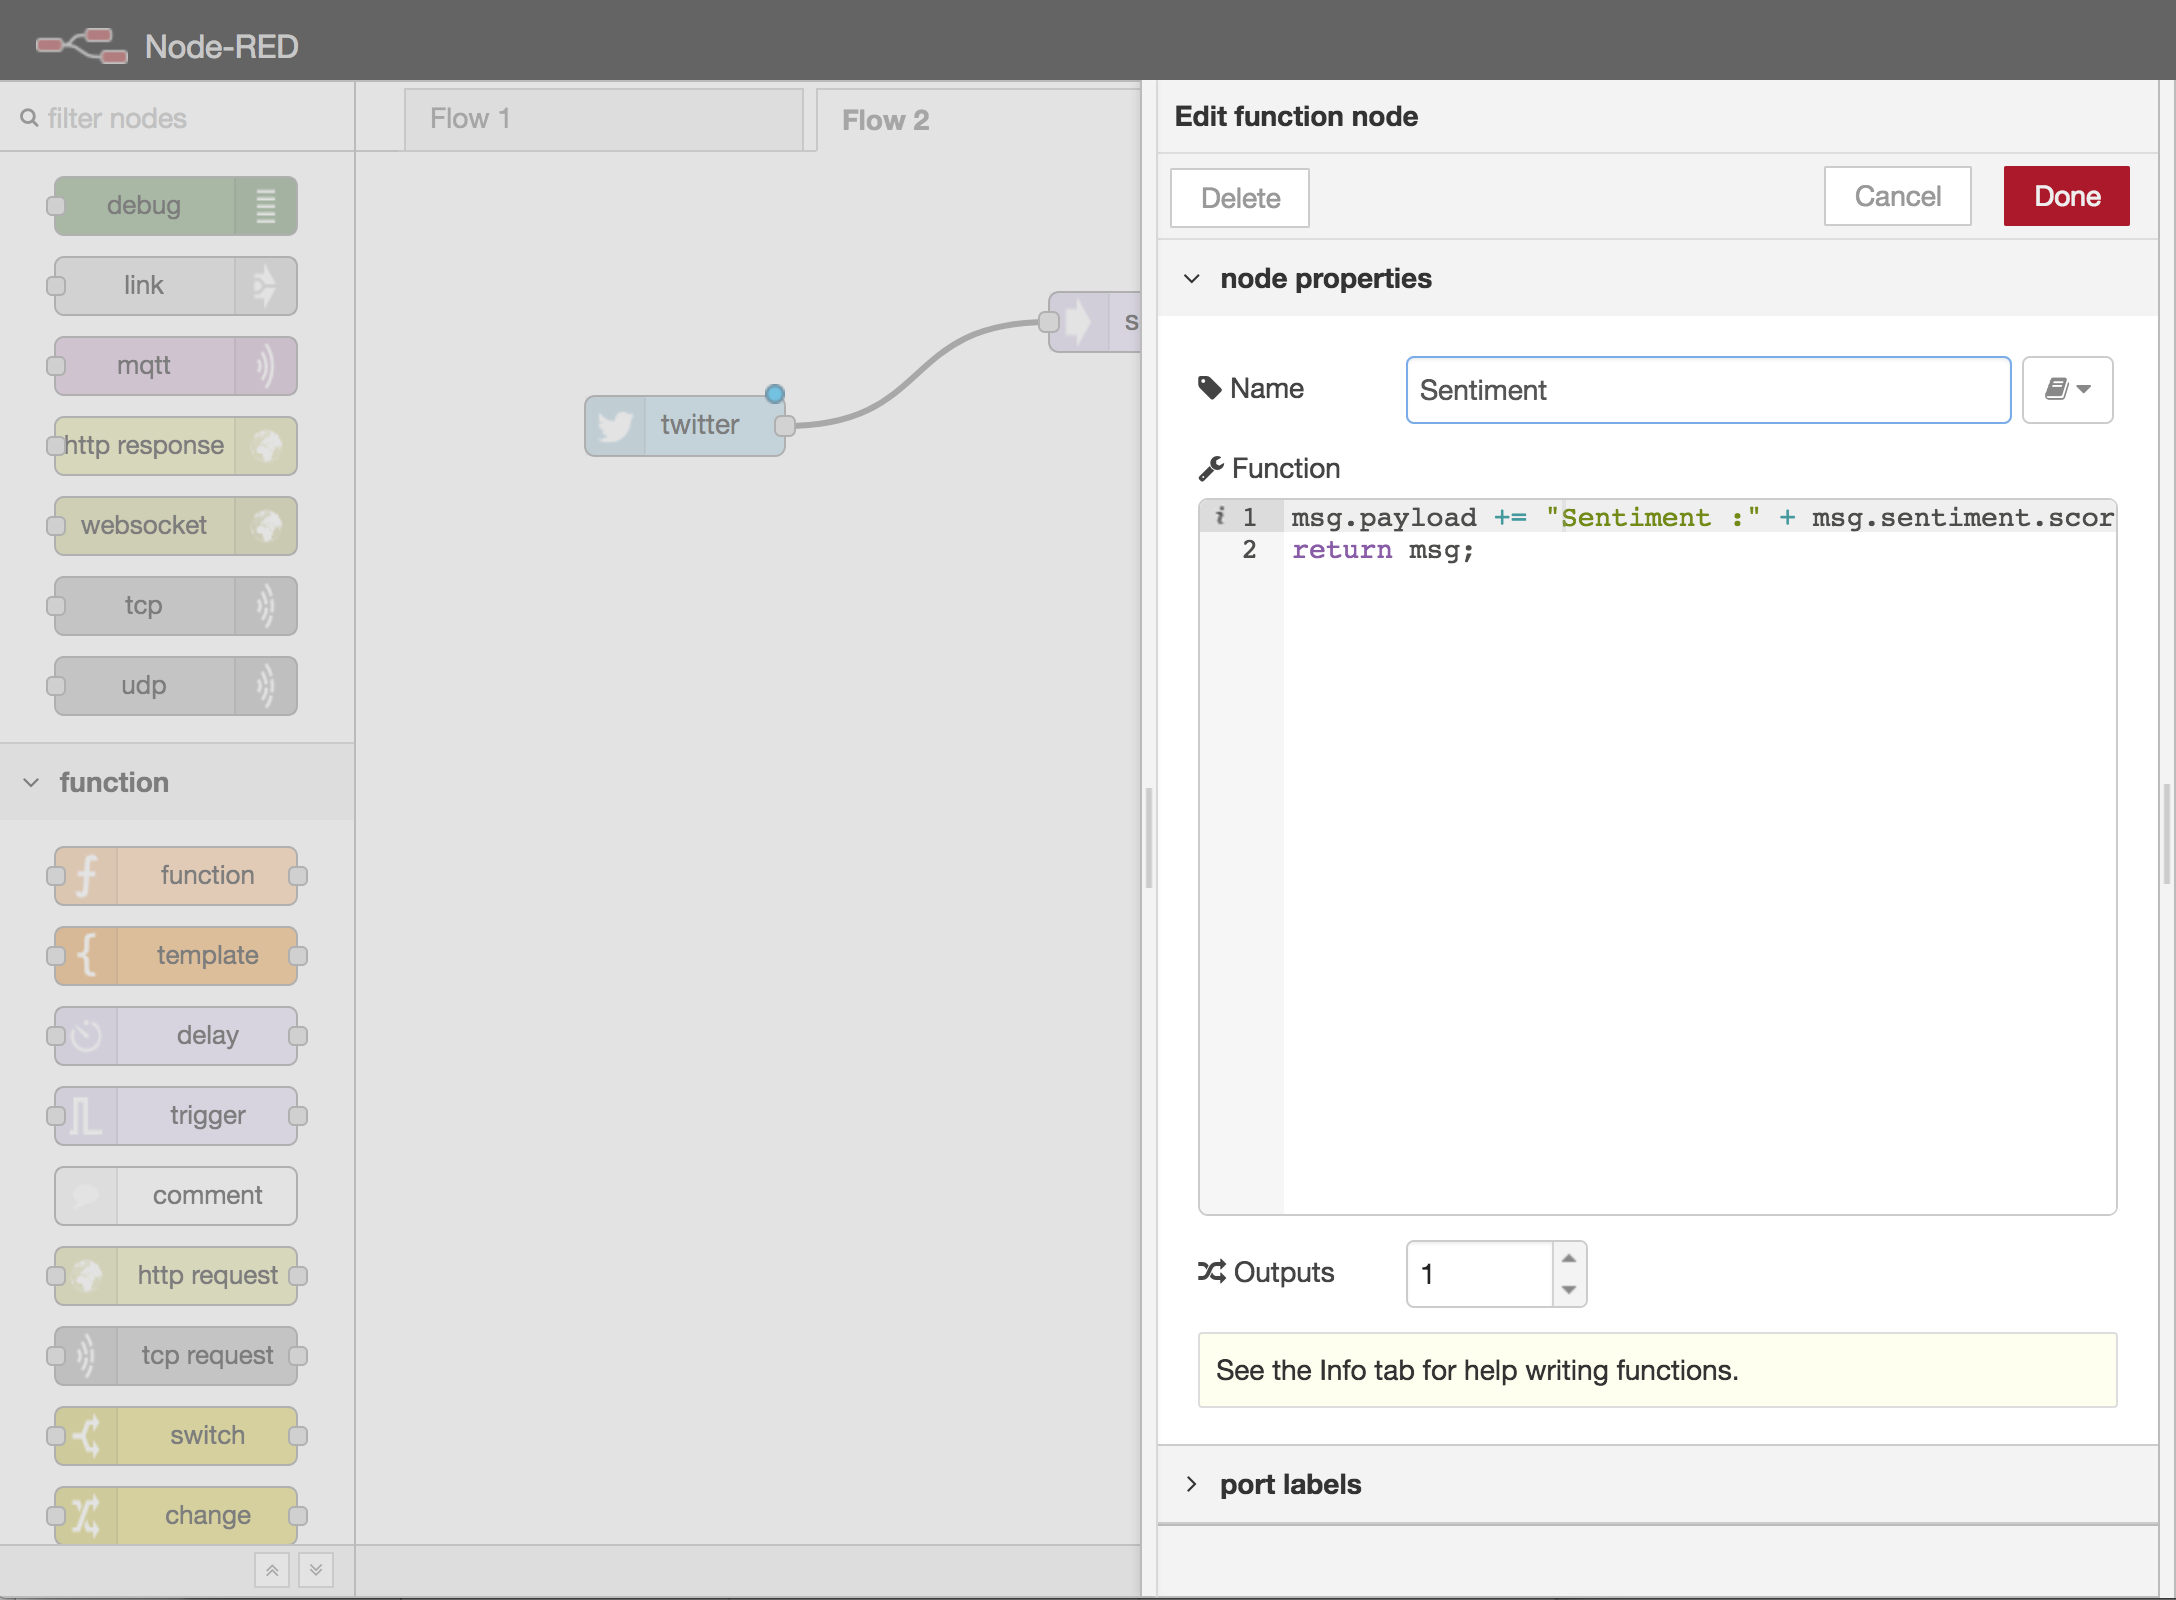 Node-RED
filter nodes
debug
link
mqtt
http response
websocket
tcp
udp
function
function
template
delay
trigger
comment
http request
tcp request
switch
change
Flow 1
Flow 2
twitter
s
Edit function node
Delete
Cancel
Done
node properties
Name
Sentiment
Function
i 1 msg.payload += "Sentiment :" + msg.sentiment.scor
2 return msg;
Outputs
1
See the Info tab for help writing functions.
port labels